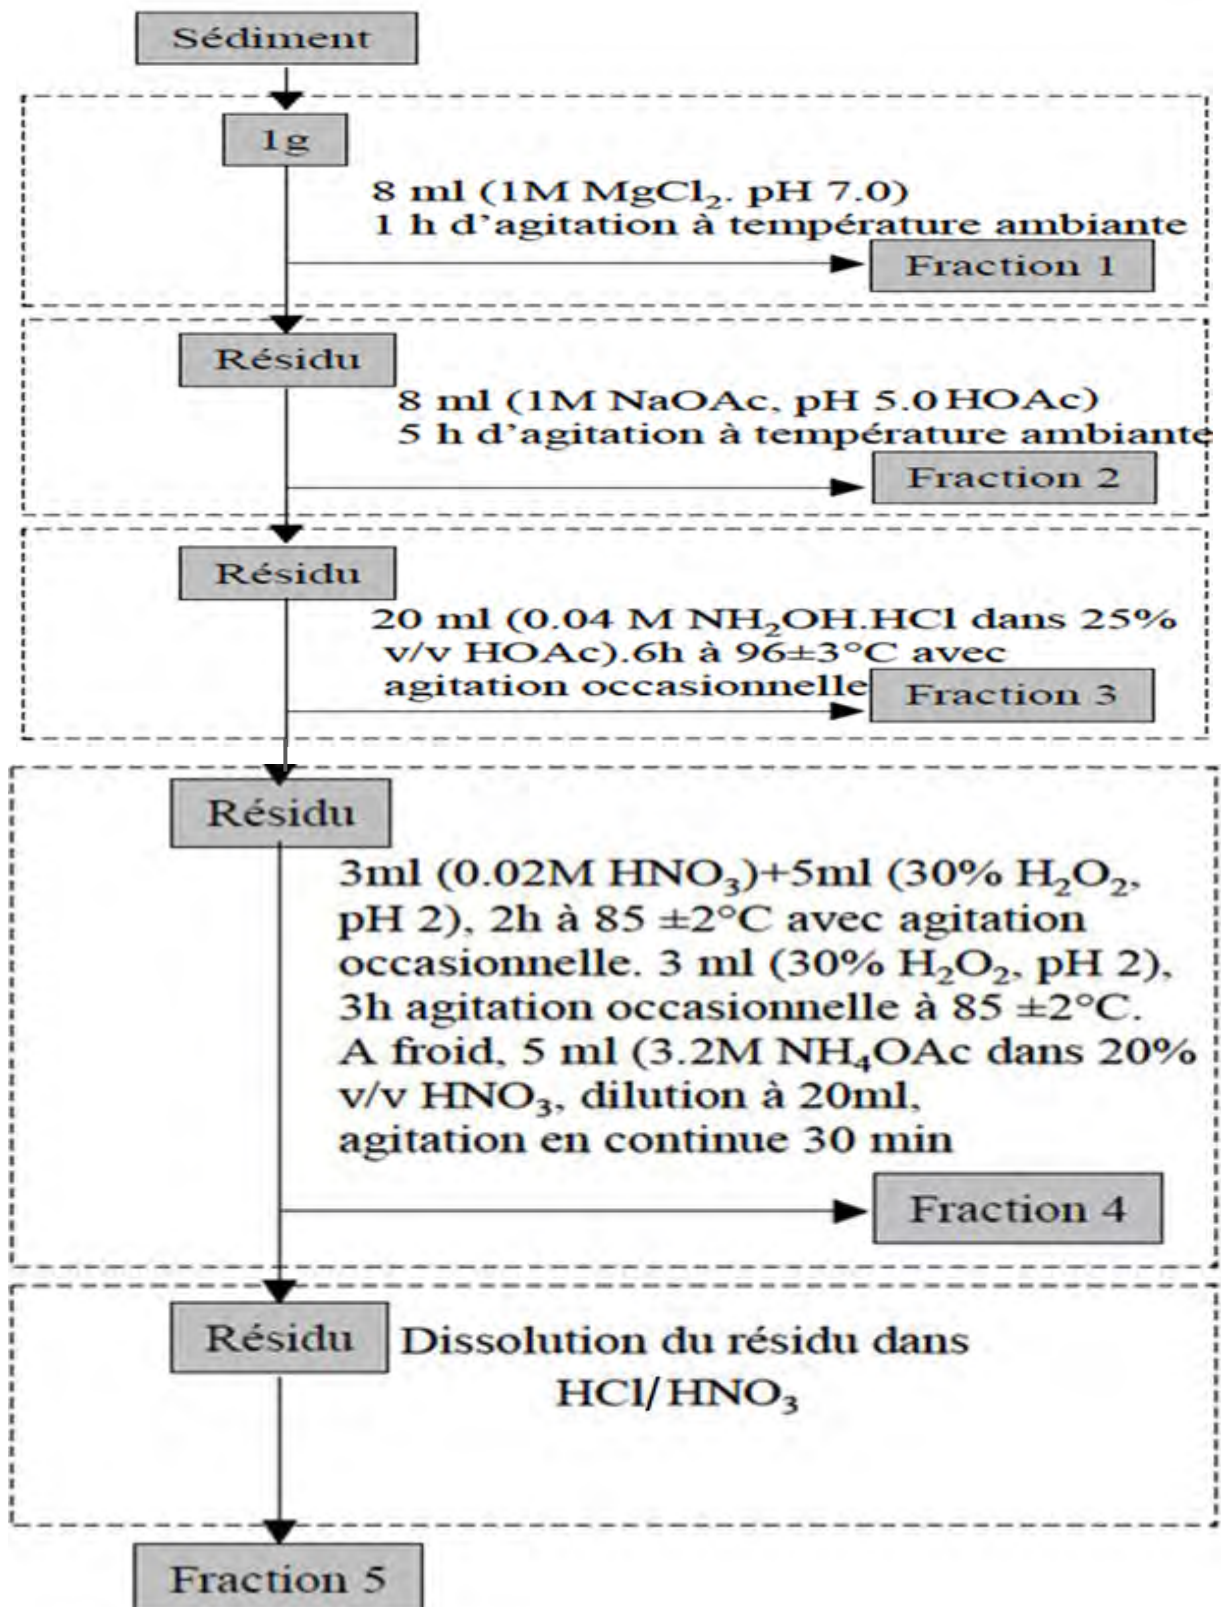 Sédiment
1g
8 ml (1M MgCl₂. pH 7.0)
1 h d'agitation à température ambiante
Fraction 1
Résidu
8 ml (1M NaOAc, pH 5.0 HOAc)
5 h d'agitation à température ambiante
Fraction 2
Résidu
20 ml (0.04 M NH₂OH.HCl dans 25%
v/v HOAc).6h à 96±3°C avec
agitation occasionnelle
Fraction 3
Résidu
3ml (0.02M HNO₃)+5ml (30% H₂O₂,
pH 2), 2h à 85 ±2°C avec agitation
occasionnelle. 3 ml (30% H₂O₂, pH 2),
3h agitation occasionnelle à 85 ±2°C.
A froid, 5 ml (3.2M NH₄OAc dans 20%
v/v HNO₃, dilution à 20ml,
agitation en continue 30 min
Fraction 4
Résidu
Dissolution du résidu dans
HCl/HNO₃
Fraction 5